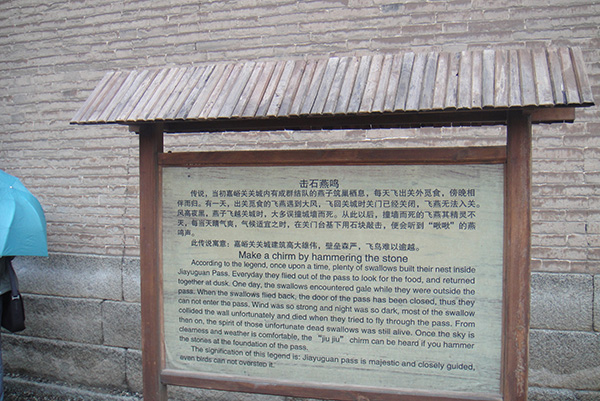 击石燕鸣
传说，当初嘉峪关关城内有成群结队的燕子筑巢栖息，每天飞出关外觅食，傍晚相
伴而归。有一天，出关觅食的飞燕遇到大风，飞回关城时关门已经关闭，飞燕无法入关。
风高夜黑，燕子飞越关城时，大多误撞城墙而死。从此以后，撞墙而死的飞燕其精灵不
灭，每当天晴气爽，气候适宜之时，在关门台基下用石块敲击，便会听到“啾啾”的燕
鸣声。
此传说寓意：嘉峪关关城建筑高大雄伟，壁垒森严，飞鸟难以逾越。
Make a chirm by hammering the stone
According to the legend, once upon a time, plenty of swallows built their nest inside
Jiayuguan Pass. Everyday they flied out of pass to look for the food, and returned
together at dusk. One day, the swallows encountered gale while they were outside the
pass. When the swallows flied back, the door of the pass has been closed, thus they
can not enter the pass. Wind was so strong and night was so dark, most of the swallow
collided the wall unfortunately and died when they tried to fly through the pass. From
then on, the spirit of those unfortunate dead swallows was still alive. Once the sky is
clearness and weather is comfortable, the “jiu jiu” chirm can be heard if you hammer
the stones at the foundation of the pass.
The signification of this legend is: Jiayuguan pass is majestic and closely guided,
even birds can not overstep it.